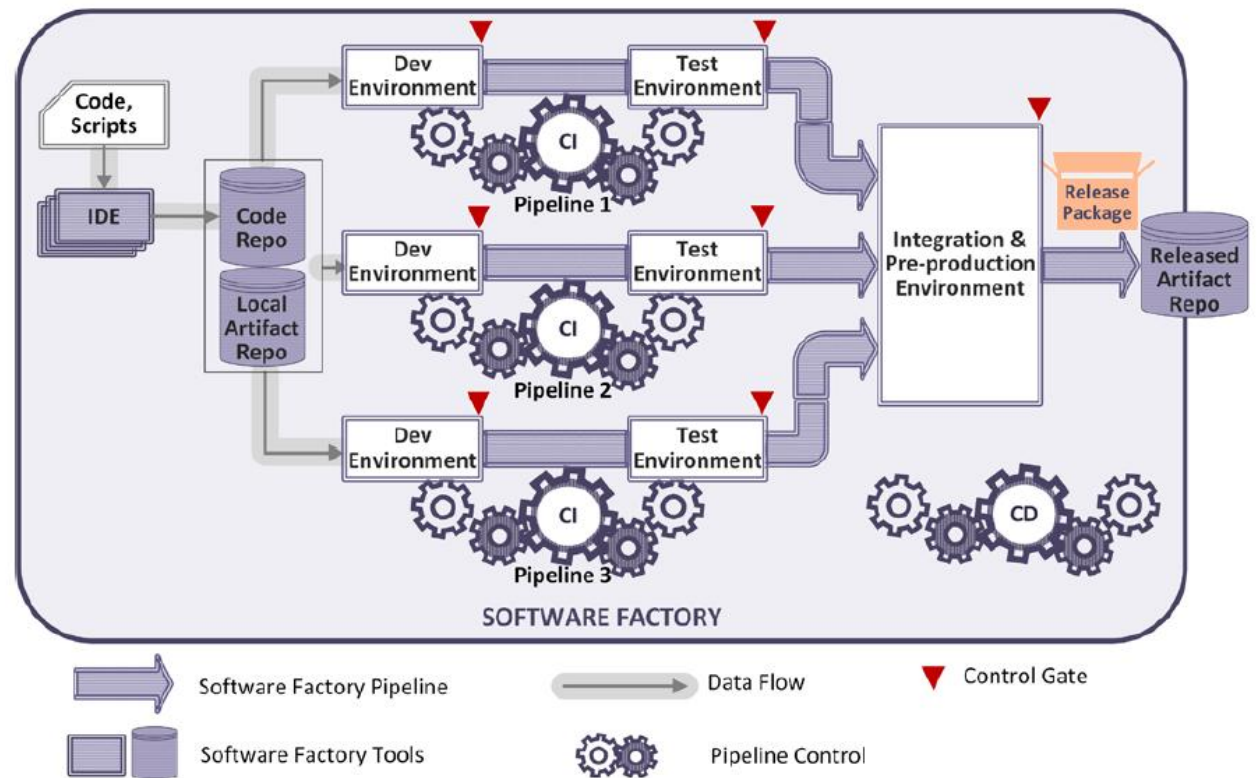 Code,
Scripts
IDE
Code
Repo
Local
Artifact
Repo
Dev
Environment
Test
Environment
CI
Pipeline 1
Dev
Environment
Test
Environment
CI
Pipeline 2
Dev
Environment
Test
Environment
CI
Pipeline 3
Integration &
Pre-production
Environment
Release
Package
Released
Artifact
Repo
CD
SOFTWARE FACTORY
Software Factory Pipeline
Data Flow
Control Gate
Software Factory Tools
Pipeline Control